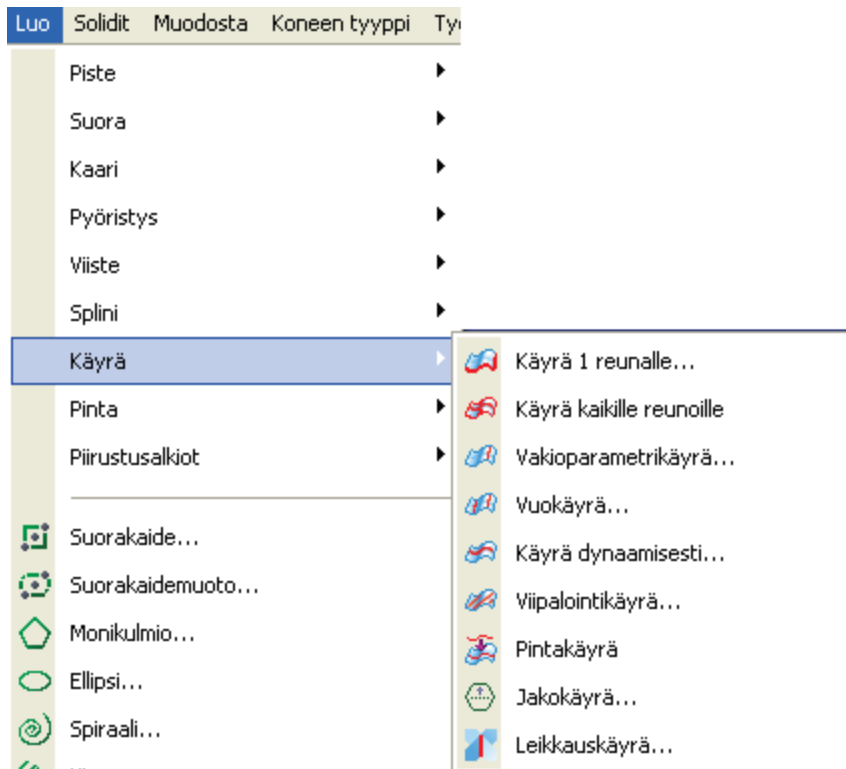 Luo Solidit Muodosta Koneen tyyppi
Piste
Suora
Kaari
Pyöristys
Viiste
Splini
Käyrä
Pinta
Piirustusalkiot
Suorakaide...
Suorakaidemuoto...
Monikulmio...
Ellipsi...
Spiraali...
Käyrä 1 reunalle...
Käyrä kaikille reunoille
Vakioparametrikäyrä...
Vuokäyrä...
Käyrä dynaamisesti...
Viipalointikäyrä...
Pintakäyrä
Jakokäyrä...
Leikkauskäyrä...